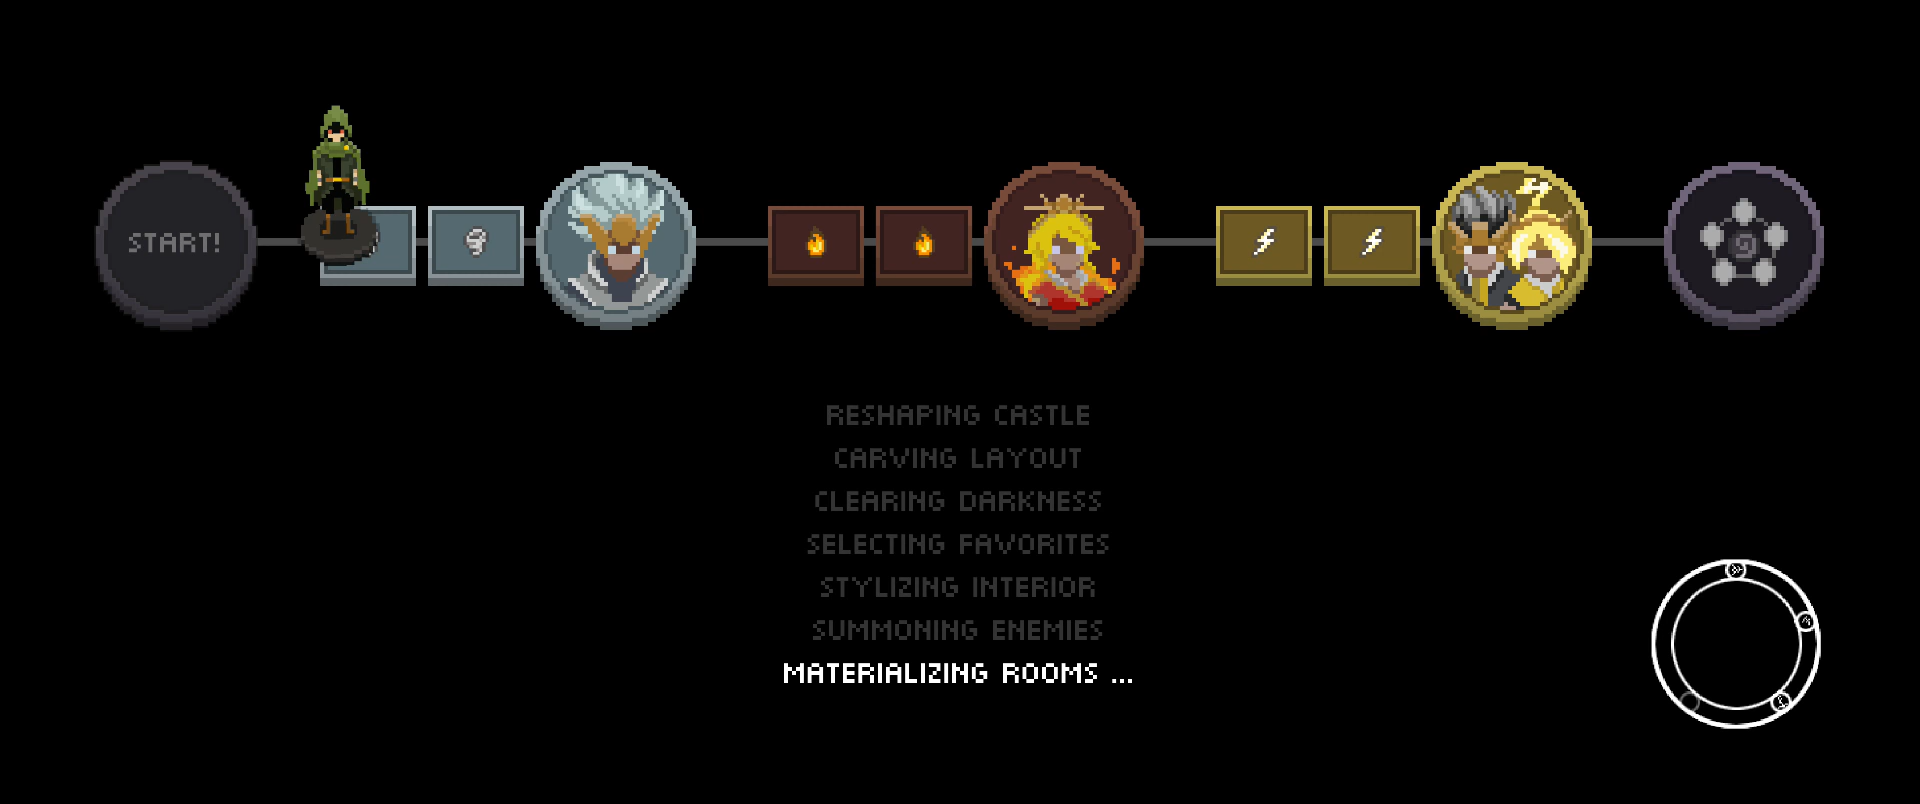 START!
RESHAPING CASTLE
CARVING LAYOUT
CLEARING DARKNESS
SELECTING FAVORITES
STYLIZING INTERIOR
SUMMONING ENEMIES
MATERIALIZING ROOMS ...